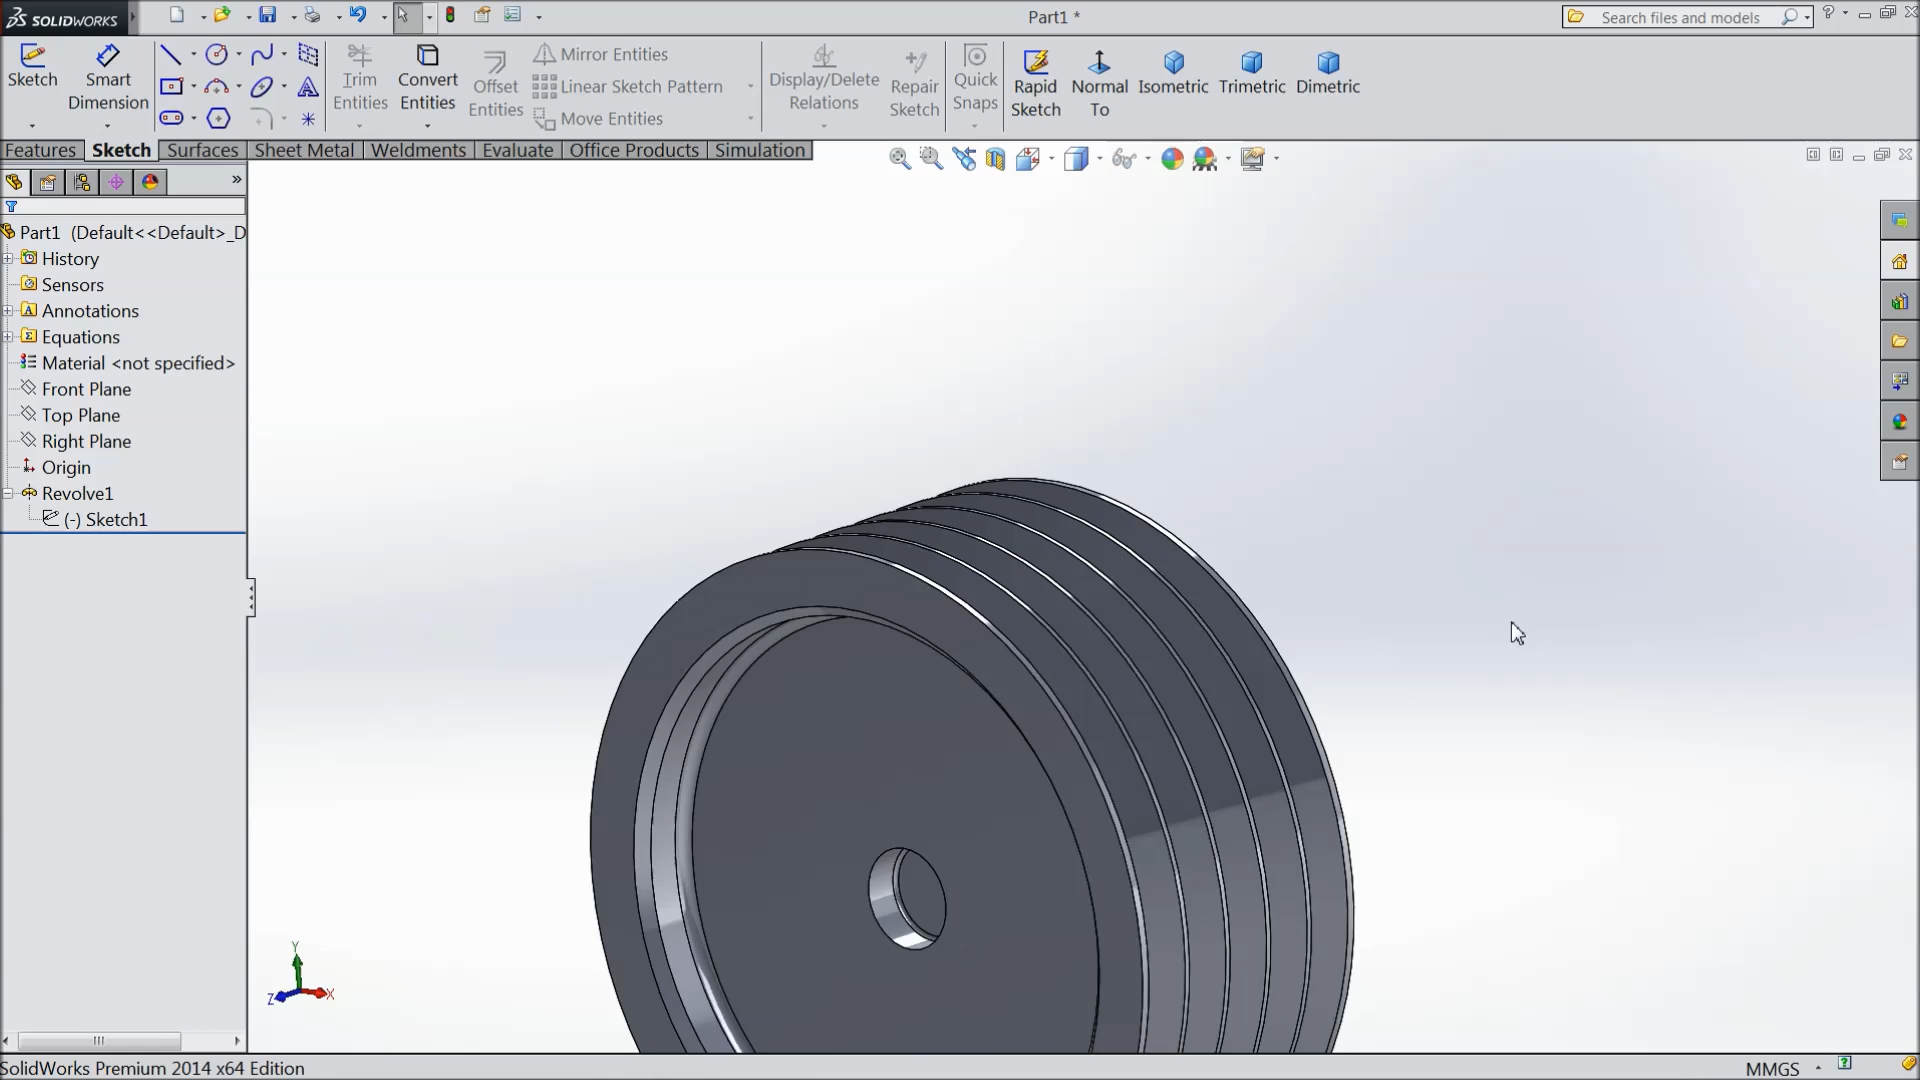 SOLIDWORKS
Part1 *
Search files and models
Sketch
Smart Dimension
Trim Entities
Convert Entities
Offset Entities
Mirror Entities
Linear Sketch Pattern
Move Entities
Display/Delete Relations
Repair Sketch
Quick Snaps
Rapid Sketch
Normal To
Isometric
Trimetric
Dimetric
Features
Sketch
Surfaces
Sheet Metal
Weldments
Evaluate
Office Products
Simulation
Part1 (Default<<Default>_D
History
Sensors
Annotations
Equations
Material <not specified>
Front Plane
Top Plane
Right Plane
Origin
Revolve1
(-) Sketch1
Y
Z
X
SolidWorks Premium 2014 x64 Edition
MMGS